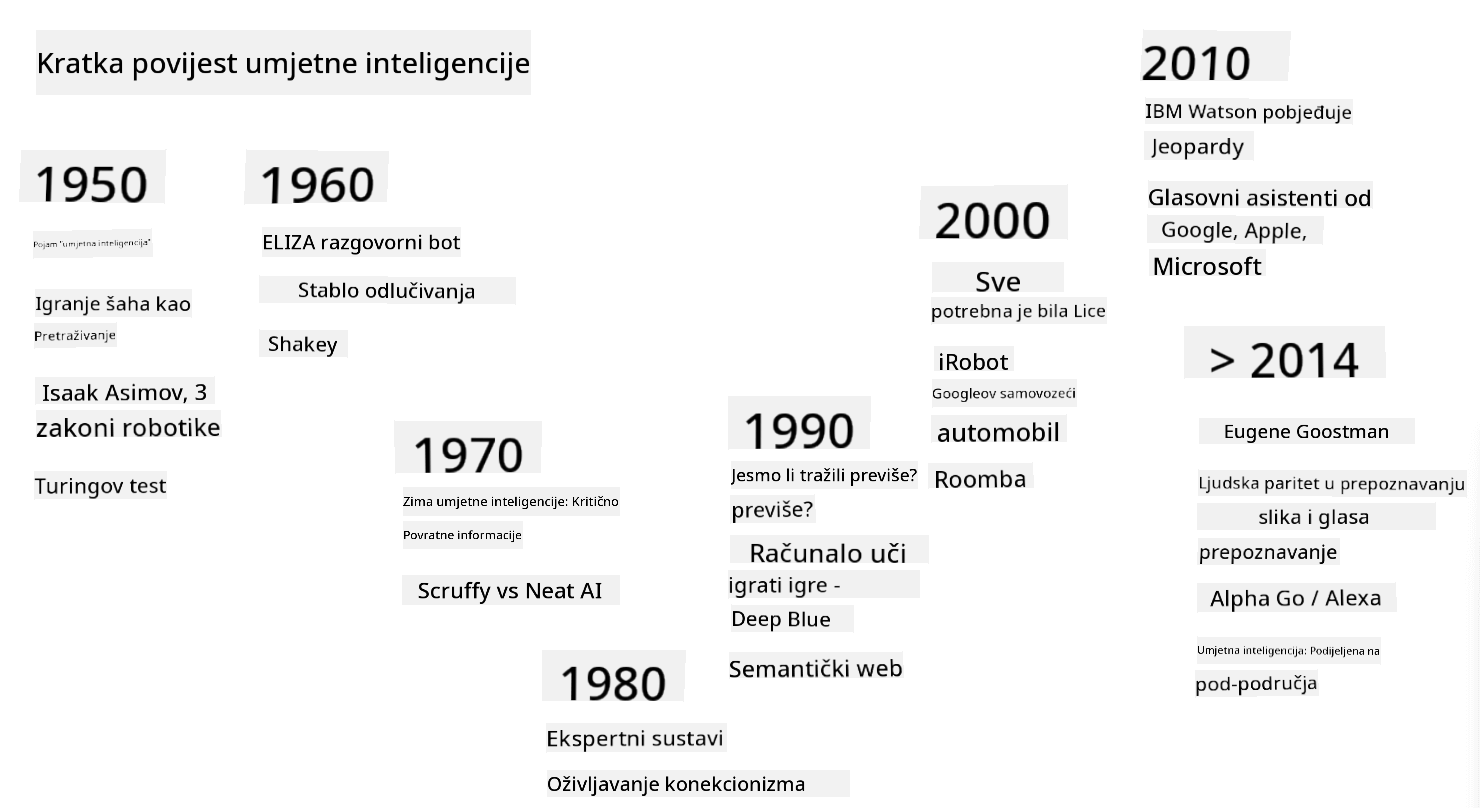 Kratka povijest umjetne inteligencije
1950
Pojam "umjetna inteligencija"
Igranje šaha kao
Pretraživanje
Isaak Asimov, 3
zakoni robotike
Turingov test
1960
ELIZA razgovorni bot
Stablo odlučivanja
Shakey
1970
Zima umjetne inteligencije: Kritično
Povratne informacije
Scruffy vs Neat AI
1980
Ekspertni sustavi
Oživljavanje konekcionizma
1990
Jesmo li tražili previše?
previše?
Računalo uči
igrati igre -
Deep Blue
Semantički web
2000
Sve
potrebna je bila Lice
iRobot
Googleov samovozeći
automobil
Roomba
2010
IBM Watson pobjeđuje
Jeopardy
Glasovni asistenti od
Google, Apple,
Microsoft
> 2014
Eugene Goostman
Ljudska paritet u prepoznavanju
slika i glasa
prepoznavanje
Alpha Go / Alexa
Umjetna inteligencija: Podijeljena na
pod-područja